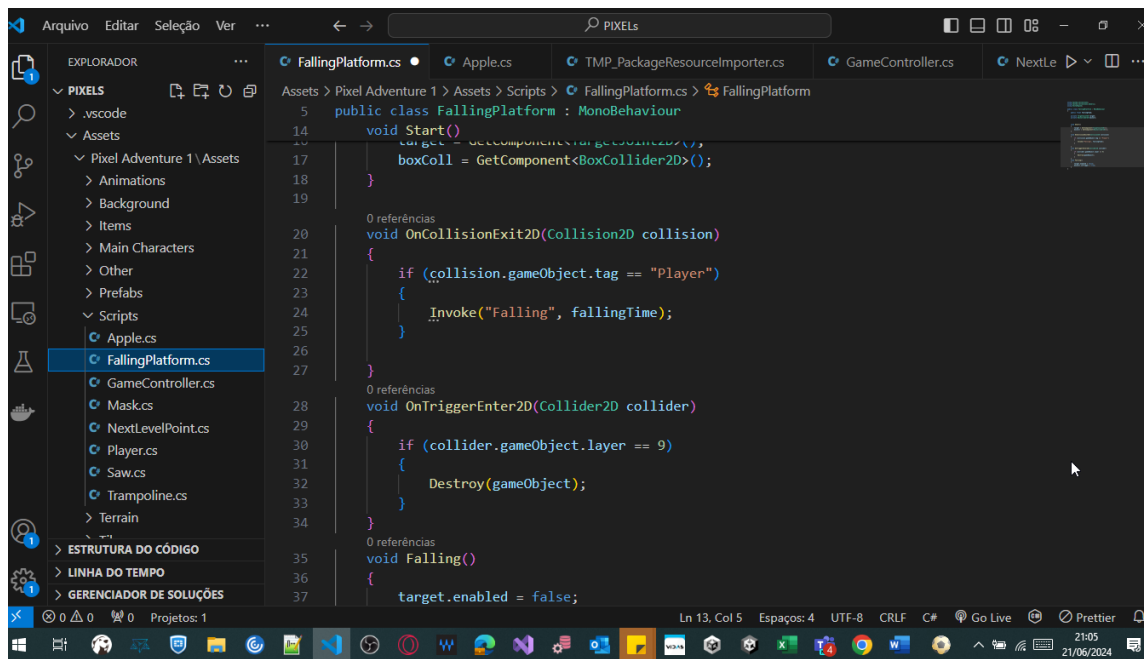 Arquivo Editar Seleção Ver ···
PIXELs
EXPLORADOR ···
FallingPlatform.cs
Apple.cs
TMP_PackageResourceImporter.cs
GameController.cs
NextLe
PIXELS
.vscode
Assets
Pixel Adventure 1 \ Assets
Animations
Background
Items
Main Characters
Other
Prefabs
Scripts
Apple.cs
FallingPlatform.cs
GameController.cs
Mask.cs
NextLevelPoint.cs
Player.cs
Saw.cs
Trampoline.cs
Terrain
ESTRUTURA DO CÓDIGO
LINHA DO TEMPO
GERENCIADOR DE SOLUÇÕES
Assets > Pixel Adventure 1 > Assets > Scripts > FallingPlatform.cs > FallingPlatform
5 public class FallingPlatform : MonoBehaviour
14 void Start()
16 target = GetComponent<TargetJoint2D>();
17 boxColl = GetComponent<BoxCollider2D>();
18 }
19
0 referências
20 void OnCollisionExit2D(Collision2D collision)
21 {
22 if (collision.gameObject.tag == "Player")
23 {
24 Invoke("Falling", fallingTime);
25 }
26
27 }
0 referências
28 void OnTriggerEnter2D(Collider2D collider)
29 {
30 if (collider.gameObject.layer == 9)
31 {
32 Destroy(gameObject);
33 }
34 }
0 referências
35 void Falling()
36 {
37 target.enabled = false;
0 0 0 Projetos: 1
Ln 13, Col 5 Espaços: 4 UTF-8 CRLF C# Go Live Prettier
21:05
21/06/2024